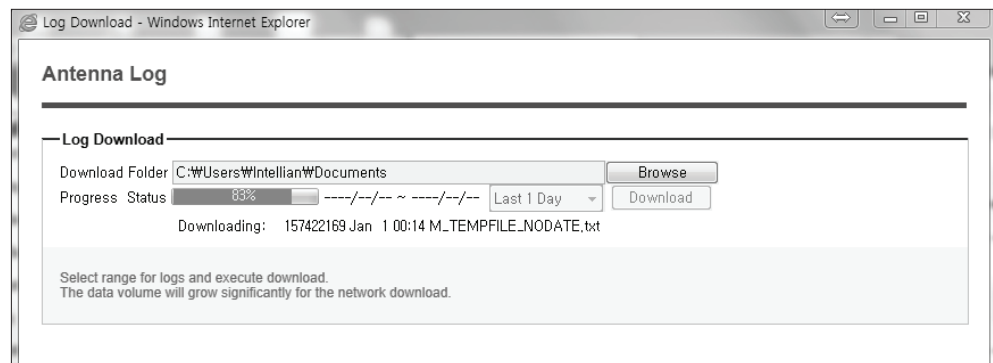 Log Download - Windows Internet Explorer
Antenna Log
Log Download
Download Folder C:₩Users₩Intellian₩Documents Browse
Progress Status 83% ----/--/-- ~ ----/--/-- Last 1 Day Download
Downloading: 157422169 Jan 1 00:14 M_TEMPFILE_NODATE,txt
Select range for logs and execute download.
The data volume will grow significantly for the network download.